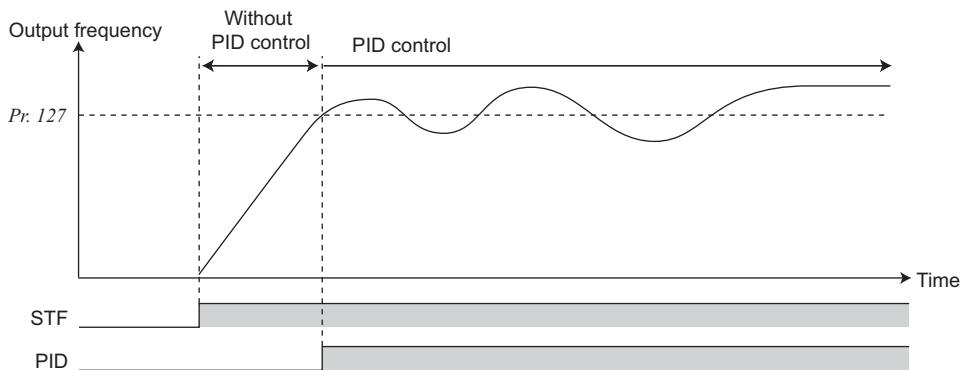 Without
PID control
Output frequency
PID control
Pr. 127
Time
STF
PID